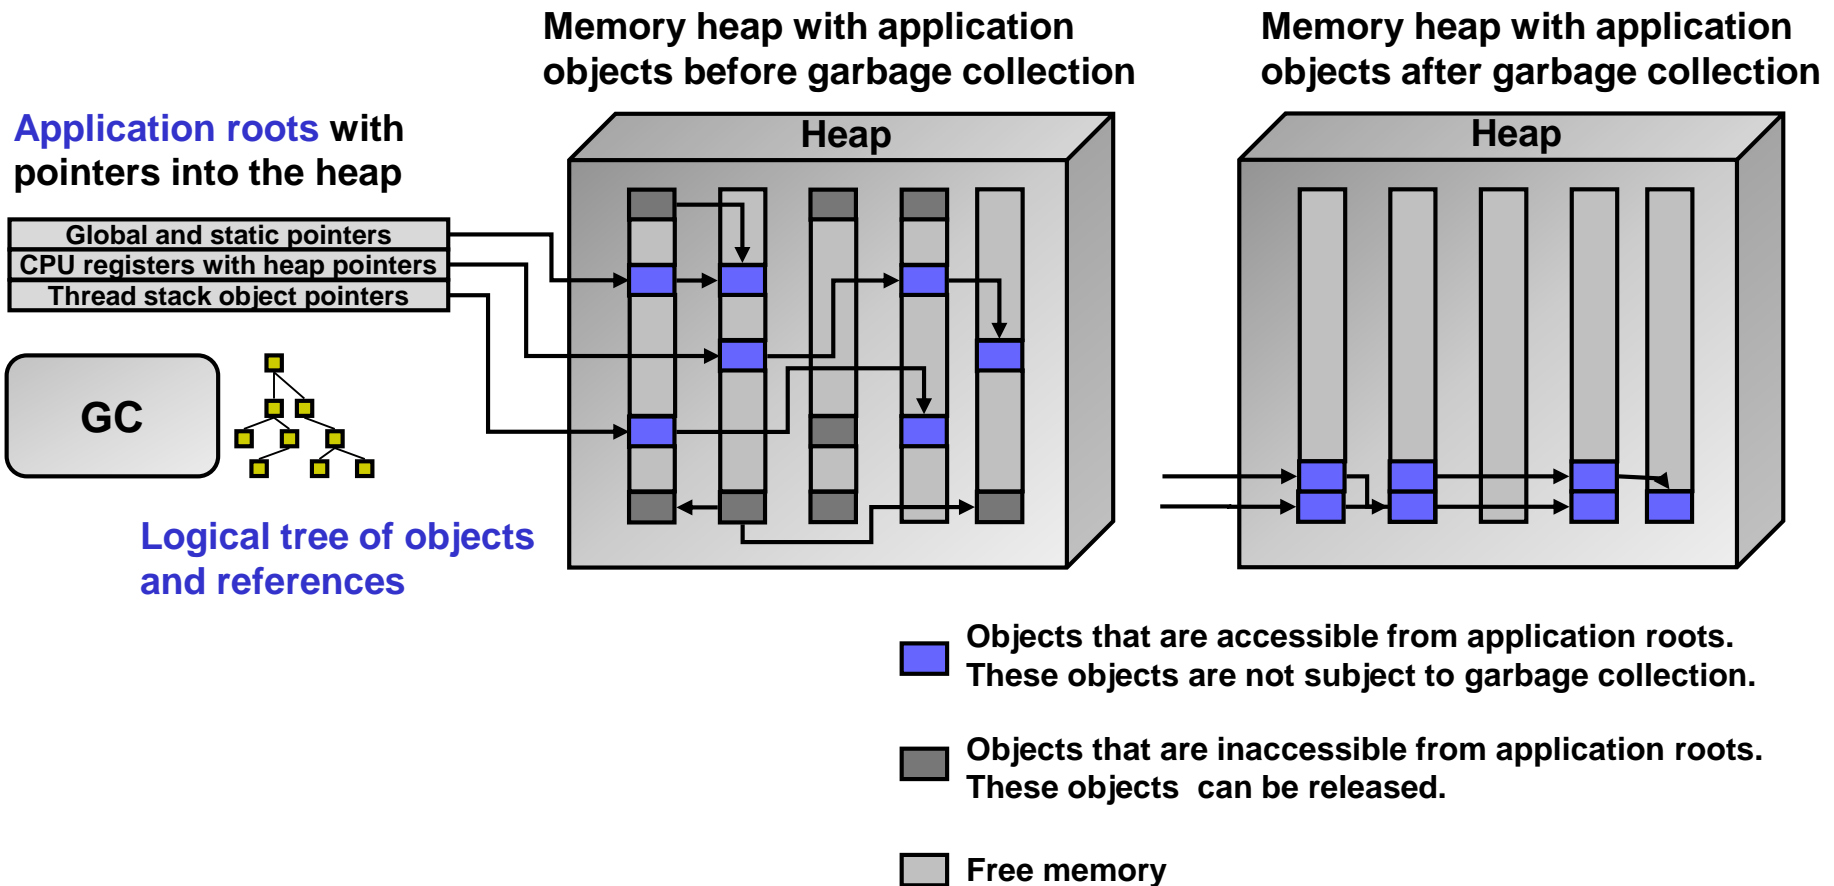 Memory heap with application
objects before garbage collection
Memory heap with application
objects after garbage collection
Application roots with
pointers into the heap
Heap
Heap
Global and static pointers
CPU registers with heap pointers
Thread stack object pointers
GC
Logical tree of objects
and references
Objects that are accessible from application roots.
These objects are not subject to garbage collection.
Objects that are inaccessible from application roots.
These objects  can be released.
Free memory